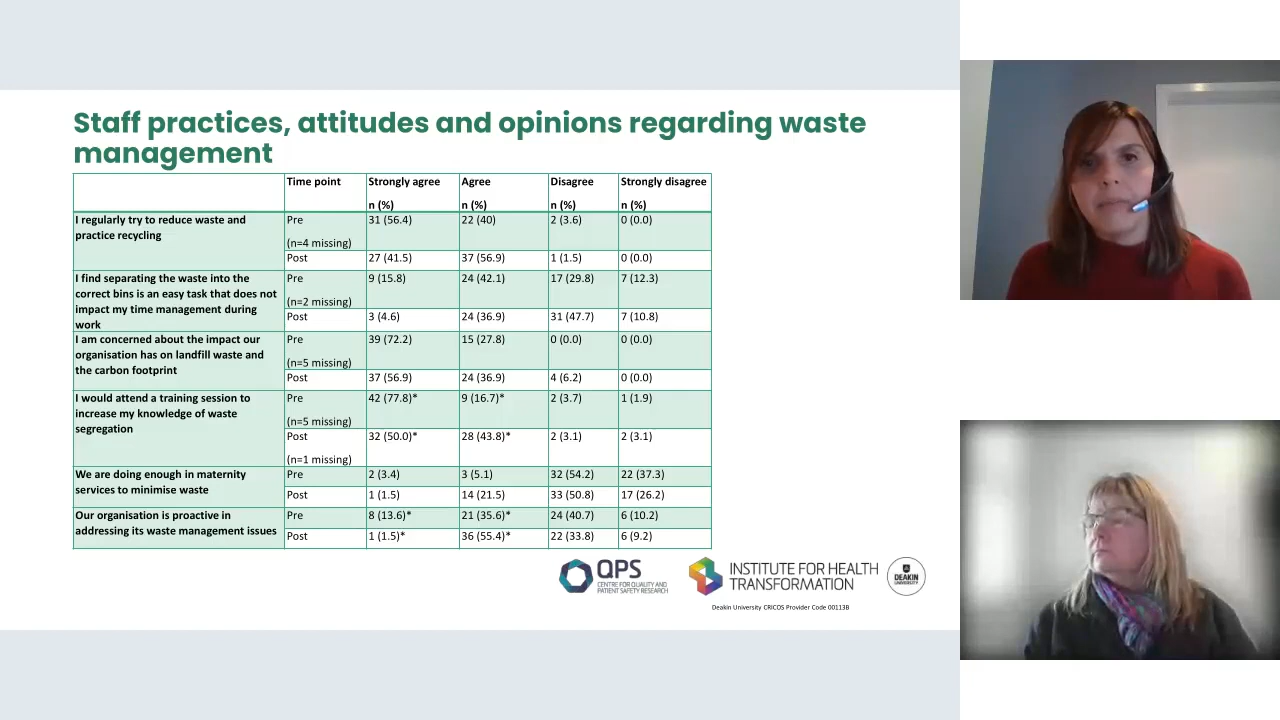 Staff practices, attitudes and opinions regarding waste
management
Time point Strongly agree Agree Disagree Strongly disagree
n (%) n (%) n (%) n (%)
I regularly try to reduce waste and
practice recycling
Pre 31 (56.4) 22 (40) 2 (3.6) 0 (0.0)
(n=4 missing)
Post 27 (41.5) 37 (56.9) 1 (1.5) 0 (0.0)
I find separating the waste into the
correct bins is an easy task that does not
impact my time management during
work
Pre 9 (15.8) 24 (42.1) 17 (29.8) 7 (12.3)
(n=2 missing)
Post 3 (4.6) 24 (36.9) 31 (47.7) 7 (10.8)
I am concerned about the impact our
organisation has on landfill waste and
the carbon footprint
Pre 39 (72.2) 15 (27.8) 0 (0.0) 0 (0.0)
(n=5 missing)
Post 37 (56.9) 24 (36.9) 4 (6.2) 0 (0.0)
I would attend a training session to
increase my knowledge of waste
segregation
Pre 42 (77.8)* 9 (16.7)* 2 (3.7) 1 (1.9)
(n=5 missing)
Post 32 (50.0)* 28 (43.8)* 2 (3.1) 2 (3.1)
(n=1 missing)
We are doing enough in maternity
services to minimise waste
Pre 2 (3.4) 3 (5.1) 32 (54.2) 22 (37.3)
Post 1 (1.5) 14 (21.5) 33 (50.8) 17 (26.2)
Our organisation is proactive in
addressing its waste management issues
Pre 8 (13.6)* 21 (35.6)* 24 (40.7) 6 (10.2)
Post 1 (1.5)* 36 (55.4)* 22 (33.8) 6 (9.2)
QPS
CENTRE FOR QUALITY AND
PATIENT SAFETY RESEARCH
INSTITUTE FOR HEALTH
TRANSFORMATION
DEAKIN
UNIVERSITY
Deakin University CRICOS Provider Code 00113B